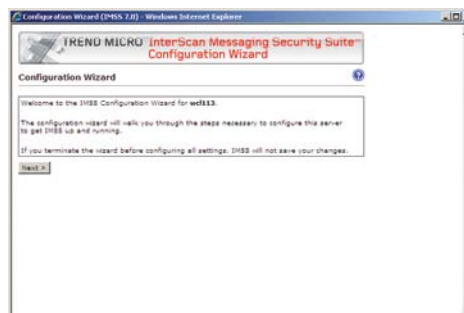 Configuration Wizard (IMSS 7.0) - Windows Internet Explorer
TREND MICRO InterScan Messaging Security Suite™
Configuration Wizard
Configuration Wizard
Welcome to the IMSS Configuration Wizard for wcl113.
The configuration wizard will walk you through the steps necessary to configure this server
to get IMSS up and running.
If you terminate the wizard before configuring all settings, IMSS will not save your changes.
Next >